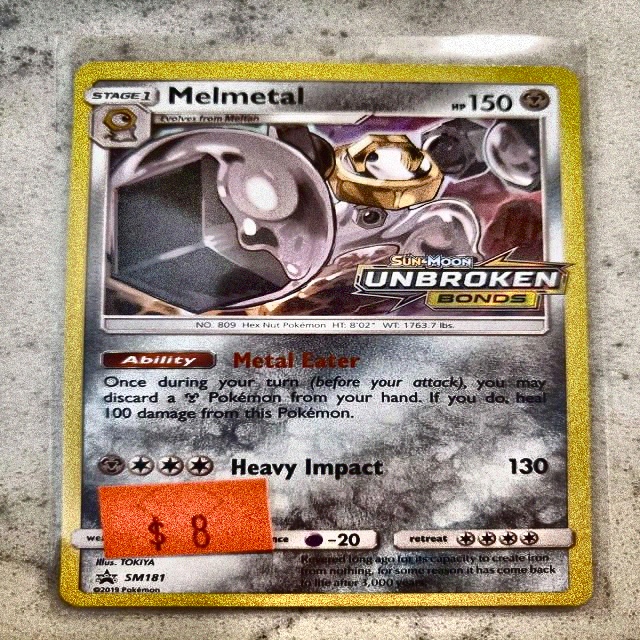 STAGE 1 Melmetal HP 150
Evolves from Meltan
SUN & MOON
UNBROKEN
BONDS
NO. 809 Hex Nut Pokémon HT: 8'02" WT: 1763.7 lbs.
Ability Metal Eater
Once during your turn (before your attack), you may
discard a Pokémon from your hand. If you do, heal
100 damage from this Pokémon.
Heavy Impact 130
$ 8
-20 retreat
Illus. TOKIYA
SM181
©2019 Pokémon
Revered long ago for its capacity to create iron
from nothing, for some reason it has come back
to life after 3,000 years.